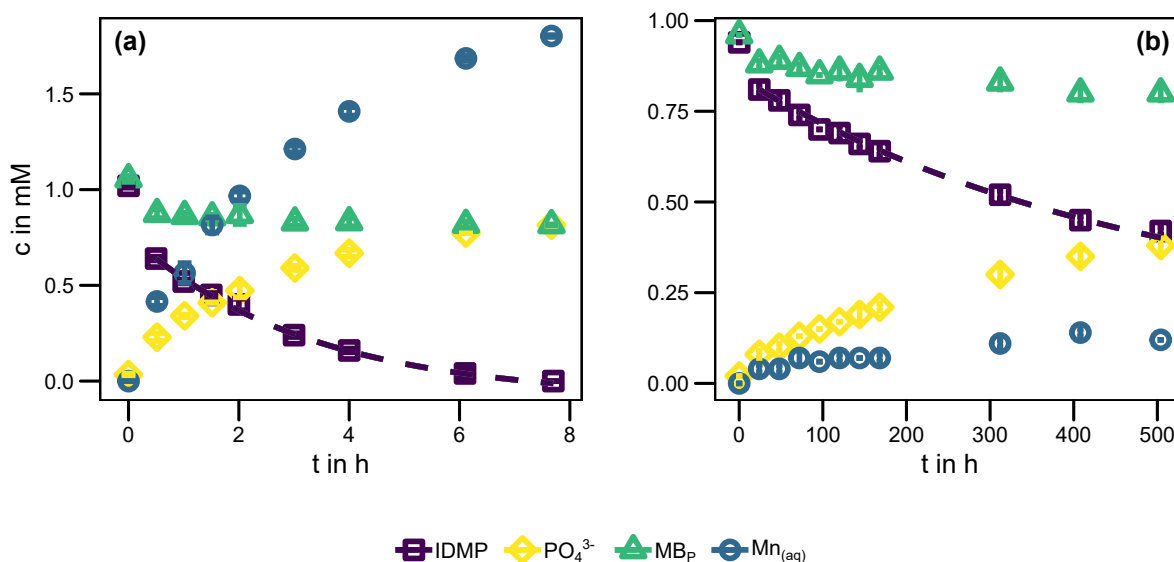 (a)
(b)
c in mM
1.5
1.0
0.5
0.0
0 2 4 6 8
t in h
1.00
0.75
0.50
0.25
0.00
0 100 200 300 400 500
t in h
IDMP PO₄³⁻ MBₚ Mn₍aq₎